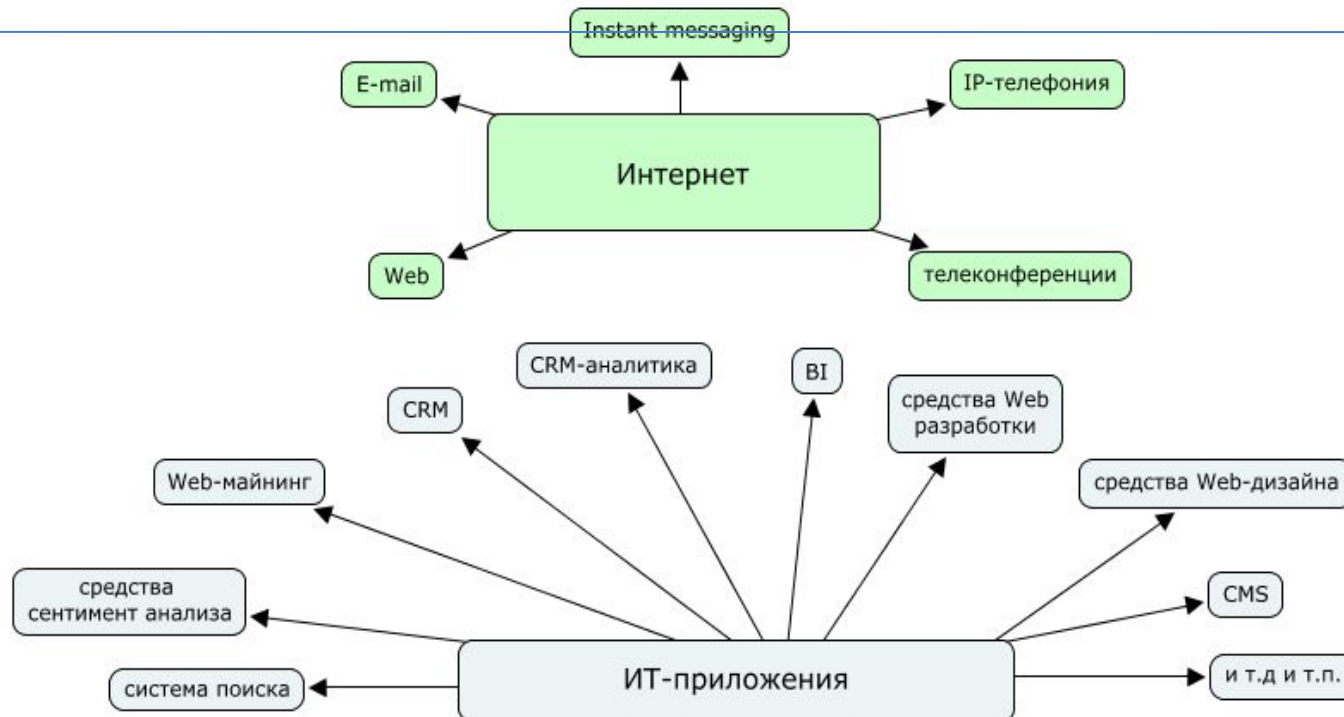 Instant messaging
E-mail
IP-телефония
Интернет
Web
телеконференции
CRM-аналитика
BI
CRM
средства Web
разработки
Web-майнинг
средства Web-дизайна
средства
сентимент анализа
CMS
ИТ-приложения
система поиска
и т.д и т.п.